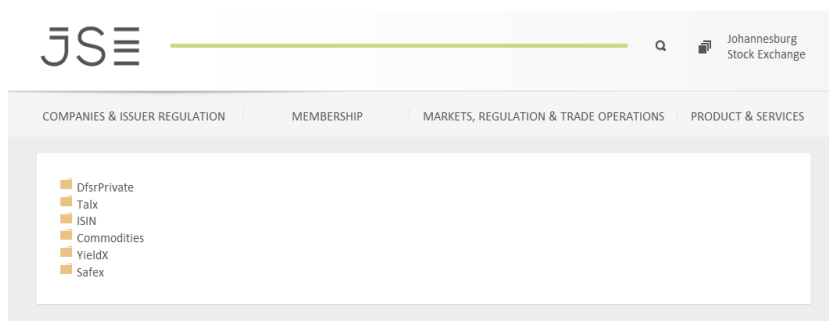 JSE
Johannesburg
Stock Exchange
COMPANIES & ISSUER REGULATION MEMBERSHIP MARKETS, REGULATION & TRADE OPERATIONS PRODUCT & SERVICES
DfsrPrivate
Talx
ISIN
Commodities
YieldX
Safex